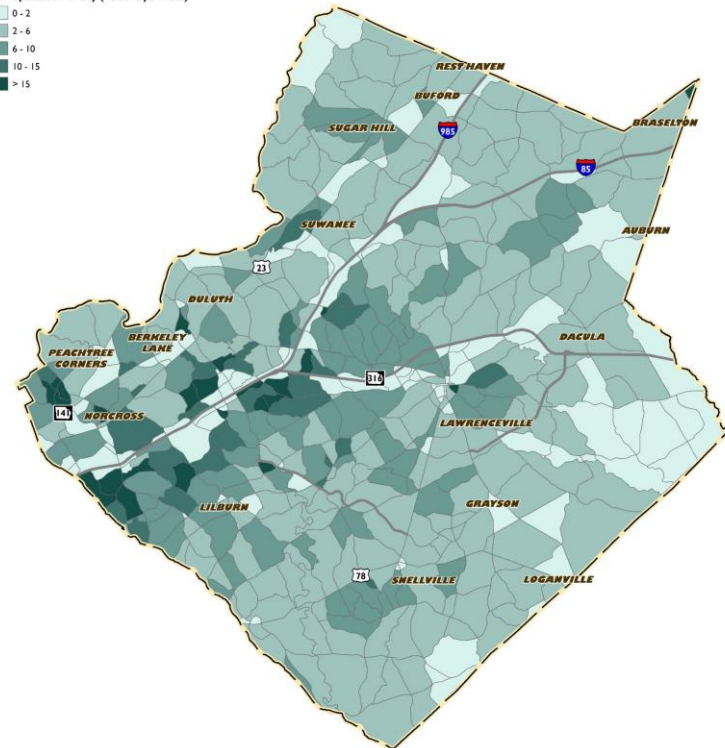 0 - 2
2 - 6
6 - 10
10 - 15
> 15
REST HAVEN
BUFORD
SUGAR HILL
985
BRASELTON
85
SUWANEE
AUBURN
23
DULUTH
BERKELEY
LAKE
DACULA
PEACHTREE
CORNERS
316
141
NORCROSS
LAWRENCEVILLE
LILBURN
GRAYSON
78
SNELLVILLE
LOGANVILLE